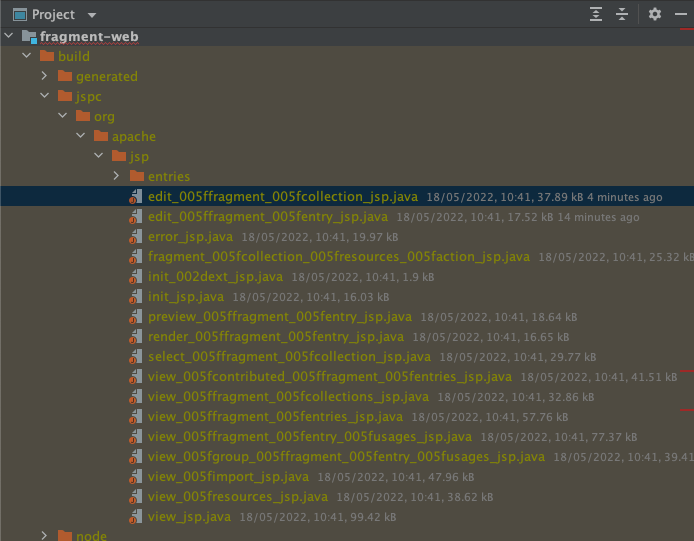 Project
fragment-web
build
generated
jspc
org
apache
jsp
entries
edit_005ffragment_005fcollection_jsp.java 18/05/2022, 10:41, 37.89 kB 4 minutes ago
edit_005ffragment_005fentry_jsp.java 18/05/2022, 10:41, 17.52 kB 14 minutes ago
error_jsp.java 18/05/2022, 10:41, 19.97 kB
fragment_005fcollection_005fresources_005faction_jsp.java 18/05/2022, 10:41, 25.32 kB
init_002dext_jsp.java 18/05/2022, 10:41, 1.9 kB
init_jsp.java 18/05/2022, 10:41, 16.03 kB
preview_005ffragment_005fentry_jsp.java 18/05/2022, 10:41, 18.64 kB
render_005ffragment_005fentry_jsp.java 18/05/2022, 10:41, 16.65 kB
select_005ffragment_005fcollection_jsp.java 18/05/2022, 10:41, 29.77 kB
view_005fcontributed_005ffragment_005fentries_jsp.java 18/05/2022, 10:41, 41.51 kB
view_005ffragment_005fcollections_jsp.java 18/05/2022, 10:41, 32.86 kB
view_005ffragment_005fentries_jsp.java 18/05/2022, 10:41, 57.76 kB
view_005ffragment_005fentry_005fusages_jsp.java 18/05/2022, 10:41, 77.37 kB
view_005fgroup_005ffragment_005fentry_005fusages_jsp.java 18/05/2022, 10:41, 39.41
view_005fimport_jsp.java 18/05/2022, 10:41, 47.96 kB
view_005fresources_jsp.java 18/05/2022, 10:41, 38.62 kB
view_jsp.java 18/05/2022, 10:41, 99.42 kB
node